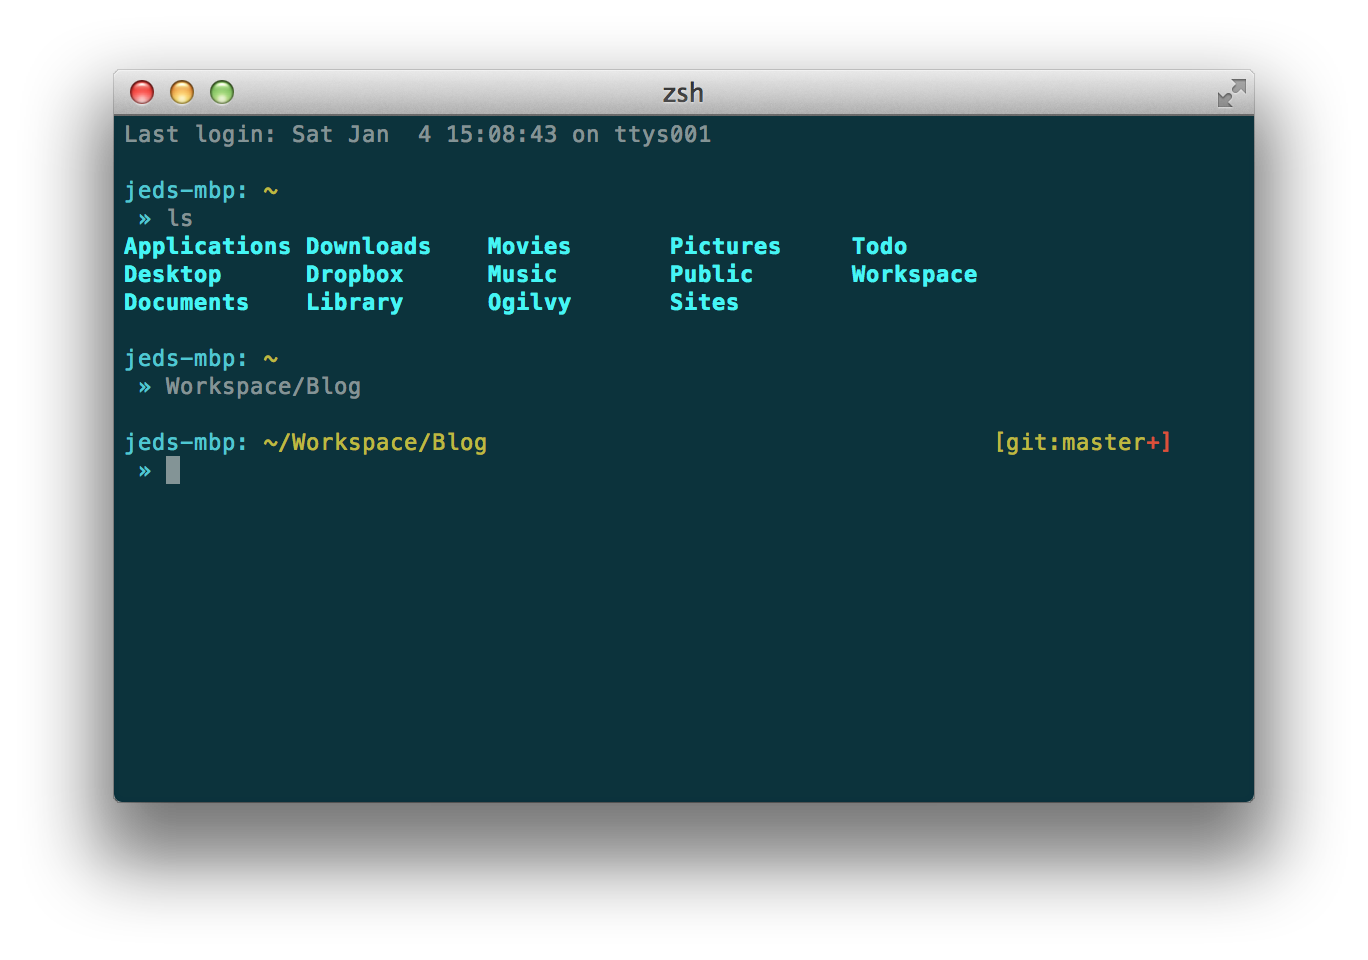 zsh
Last login: Sat Jan  4 15:08:43 on ttys001
jeds-mbp: ~
» ls
Applications Downloads    Movies       Pictures     Todo
Desktop      Dropbox      Music        Public       Workspace
Documents    Library      Ogilvy       Sites
jeds-mbp: ~
» Workspace/Blog
jeds-mbp: ~/Workspace/Blog                                    [git:master+]
»